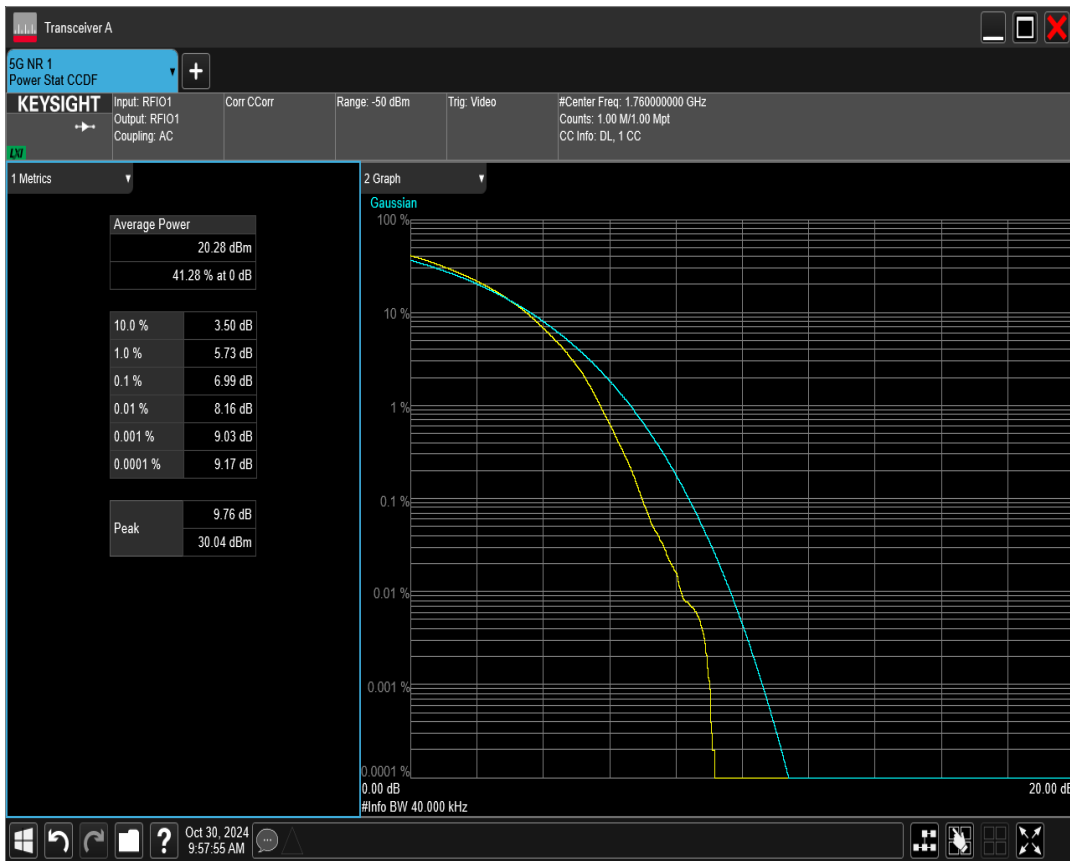 Transceiver A
5G NR 1
Power Stat CCDF
+
KEYSIGHT
LXI
Input: RFIO1
Output: RFIO1
Coupling: AC
Corr CCorr
Range: -50 dBm
Trig: Video
#Center Freq: 1.760000000 GHz
Counts: 1.00 M/1.00 Mpt
CC Info: DL, 1 CC
1 Metrics
Average Power
20.28 dBm
41.28 % at 0 dB
10.0 % 3.50 dB
1.0 % 5.73 dB
0.1 % 6.99 dB
0.01 % 8.16 dB
0.001 % 9.03 dB
0.0001 % 9.17 dB
Peak
9.76 dB
30.04 dBm
2 Graph
Gaussian
100 %
10 %
1 %
0.1 %
0.01 %
0.001 %
0.0001 %
0.00 dB
20.00 dB
#Info BW 40.000 kHz
?
Oct 30, 2024
9:57:55 AM